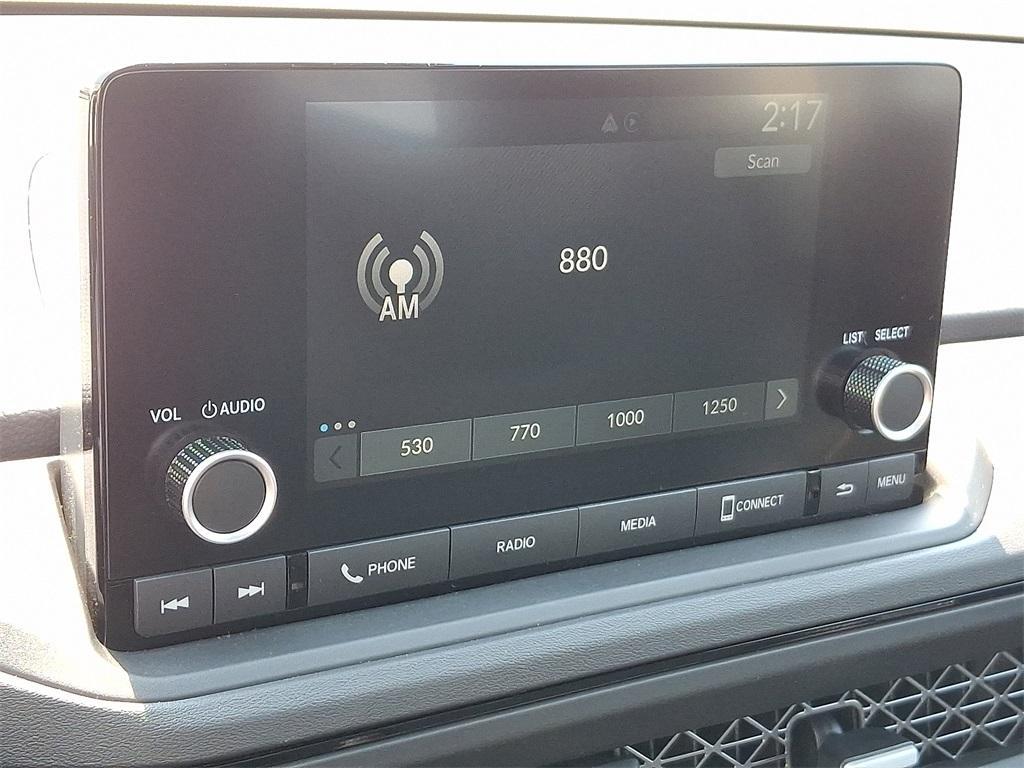 2:17
Scan
AM
880
LIST SELECT
VOL AUDIO
530 770 1000 1250
PHONE RADIO MEDIA CONNECT MENU